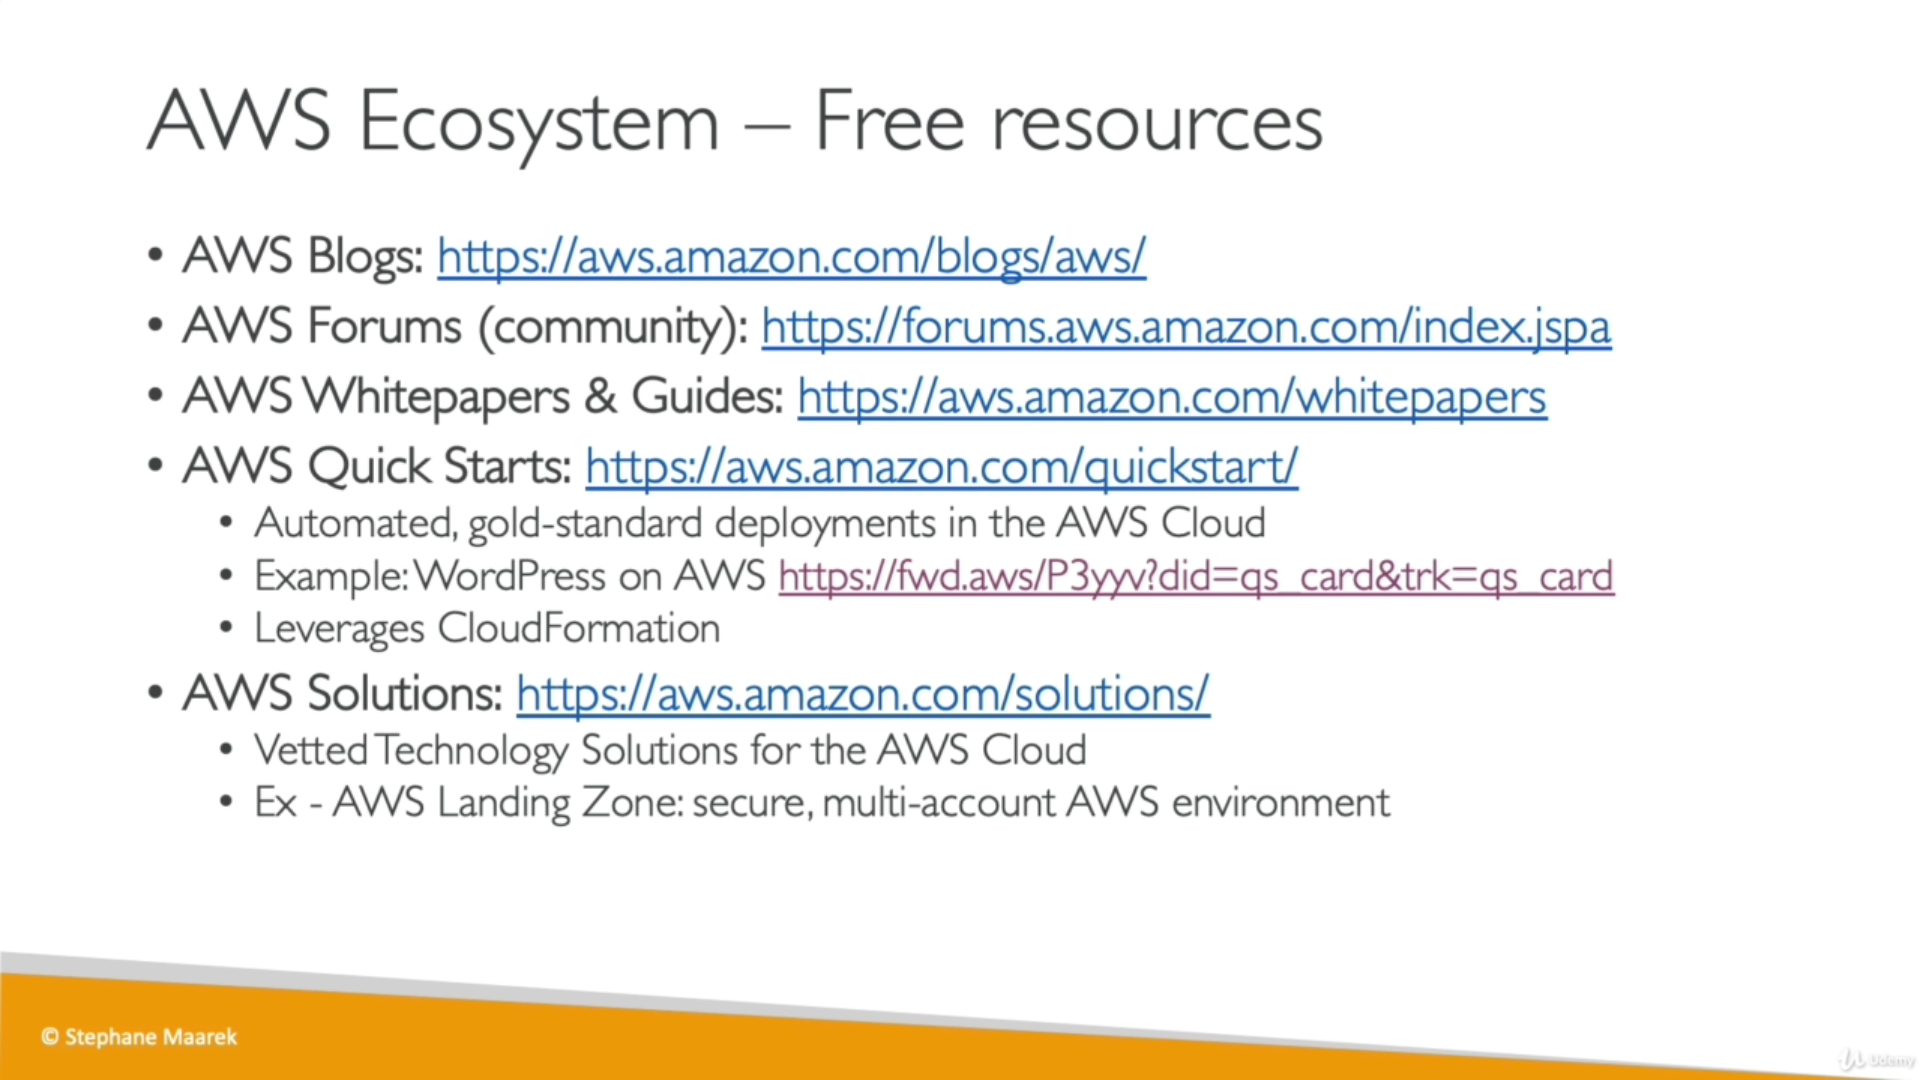 AWS Ecosystem – Free resources
• AWS Blogs: https://aws.amazon.com/blogs/aws/
• AWS Forums (community): https://forums.aws.amazon.com/index.jspa
• AWS Whitepapers & Guides: https://aws.amazon.com/whitepapers
• AWS Quick Starts: https://aws.amazon.com/quickstart/
• Automated, gold-standard deployments in the AWS Cloud
• Example: WordPress on AWS https://fwd.aws/P3yyv?did=qs_card&trk=qs_card
• Leverages CloudFormation
• AWS Solutions: https://aws.amazon.com/solutions/
• Vetted Technology Solutions for the AWS Cloud
• Ex - AWS Landing Zone: secure, multi-account AWS environment
© Stephane Maarek
Udemy